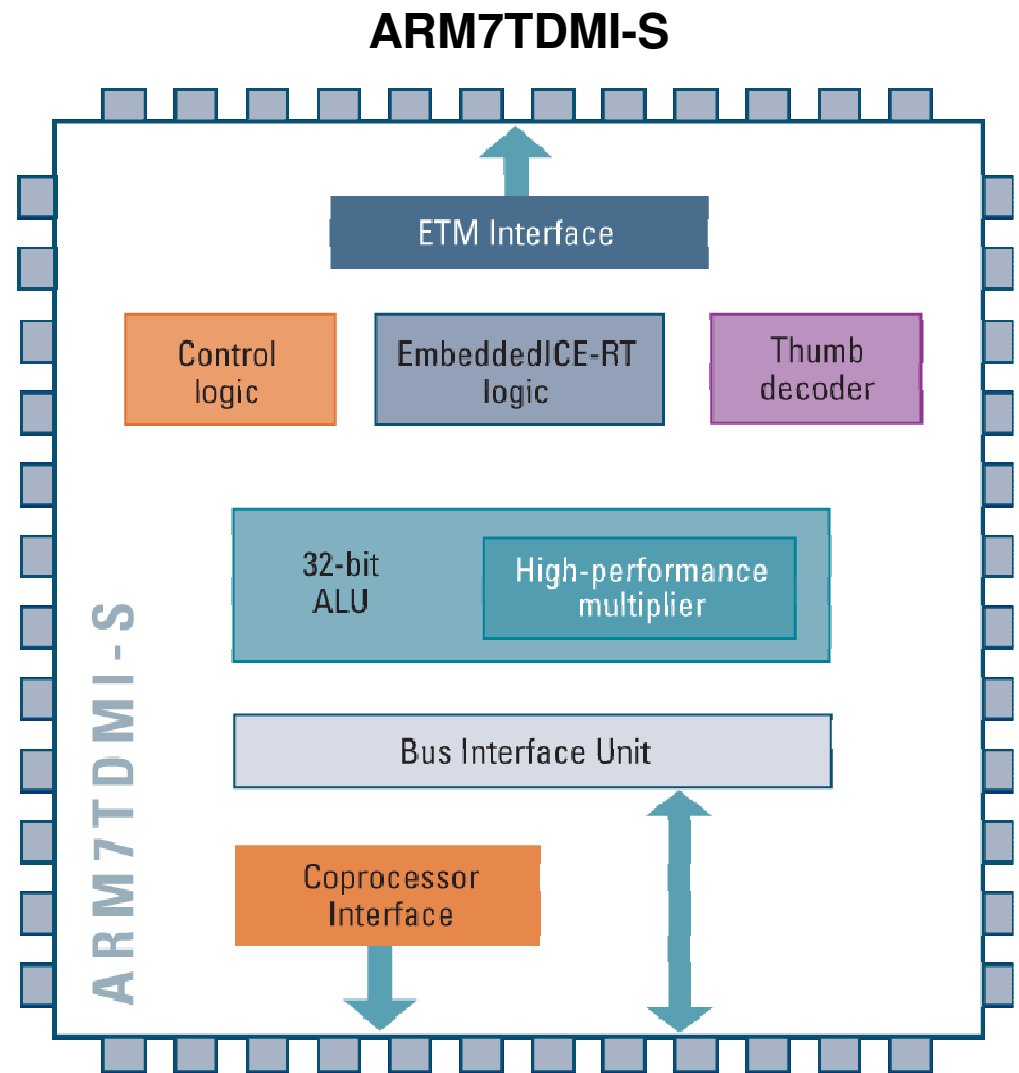 ARM7TDMI-S
ETM Interface
Control
logic
EmbeddedICE-RT
logic
Thumb
decoder
32-bit
ALU
High-performance
multiplier
Bus Interface Unit
Coprocessor
Interface
ARM7TDMI-S